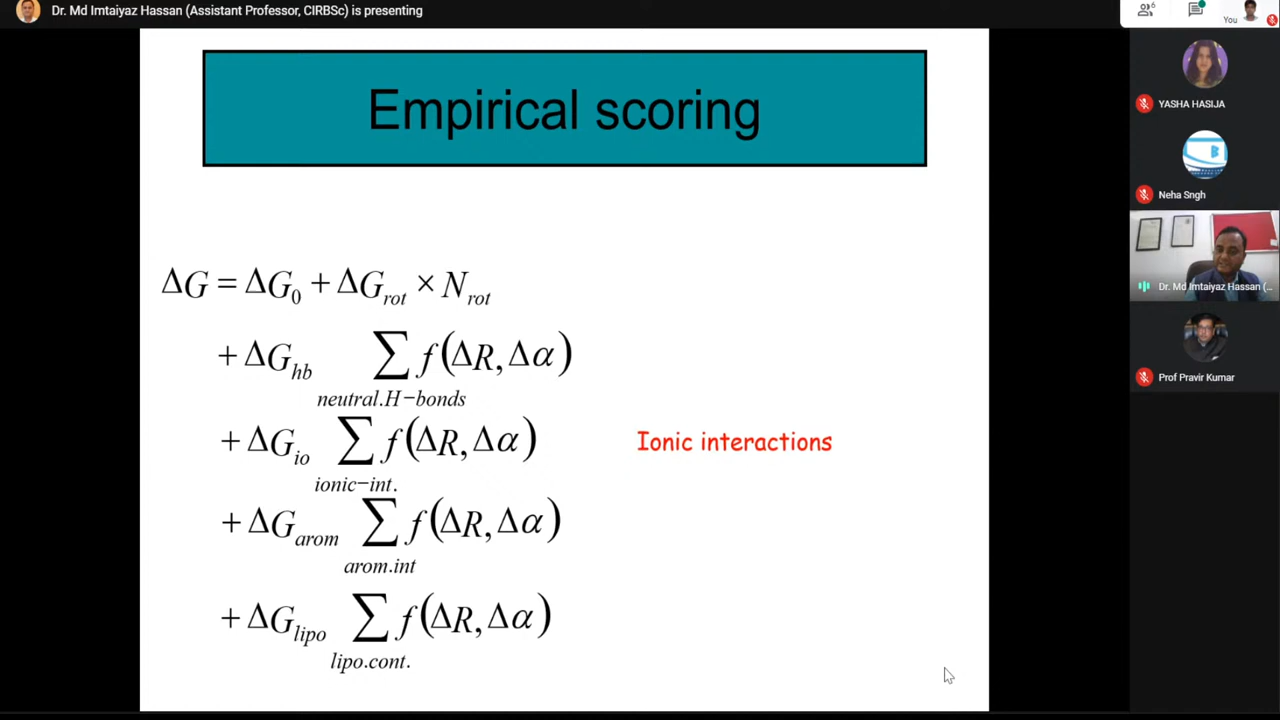 Dr. Md Imtaiyaz Hassan (Assistant Professor, CIRBSc) is presenting
6
You
Empirical scoring
ΔG = ΔG₀ + ΔG_rot × N_rot
+ ΔG_hb ∑ f(ΔR, Δα)
neutral.H−bonds
+ ΔG_io ∑ f(ΔR, Δα)
ionic−int.
Ionic interactions
+ ΔG_arom ∑ f(ΔR, Δα)
arom.int
+ ΔG_lipo ∑ f(ΔR, Δα)
lipo.cont.
YASHA HASIJA
Neha Sngh
Dr. Md Imtaiyaz Hassan (...
Prof Pravir Kumar